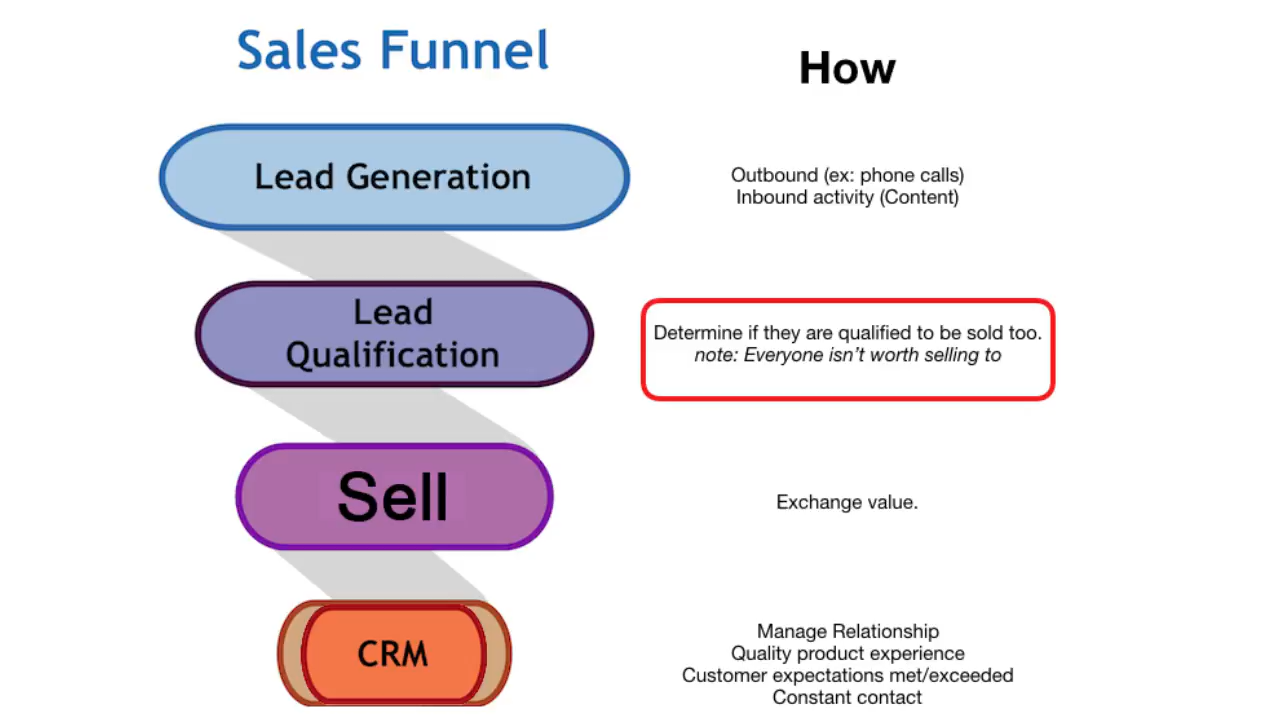 Sales Funnel
How
Lead Generation
Outbound (ex: phone calls)
Inbound activity (Content)
Lead
Qualification
Determine if they are qualified to be sold too.
note: Everyone isn’t worth selling to
Sell
Exchange value.
CRM
Manage Relationship
Quality product experience
Customer expectations met/exceeded
Constant contact